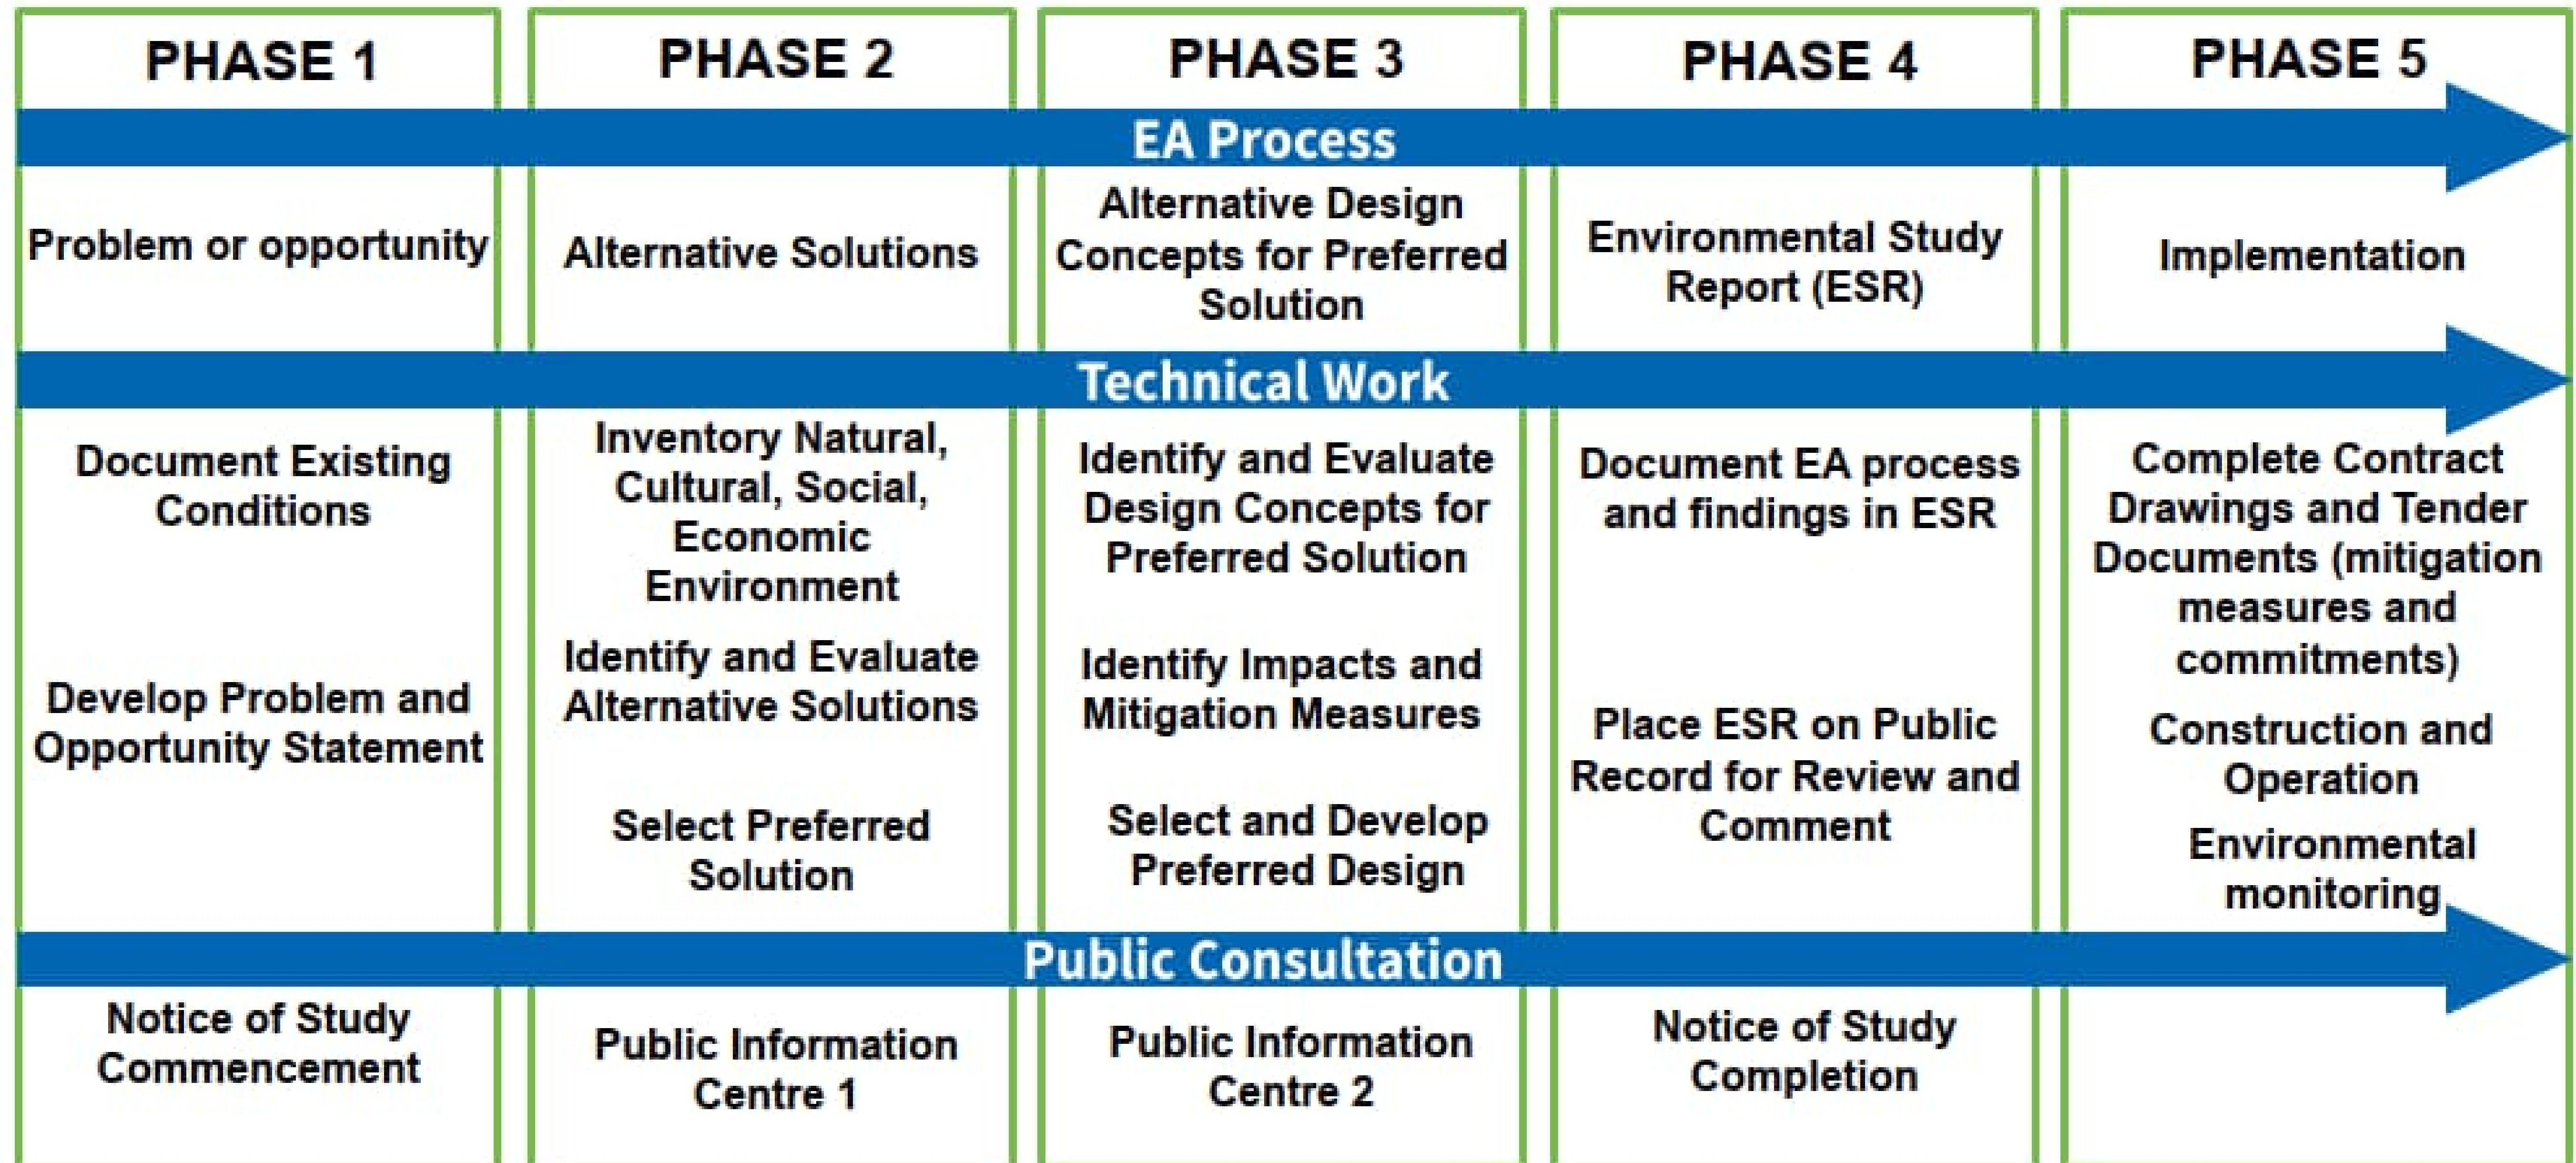 PHASE 1
PHASE 2
PHASE 3
PHASE 4
PHASE 5
EA Process
Problem or opportunity
Alternative Solutions
Alternative Design
Concepts for Preferred
Solution
Environmental Study
Report (ESR)
Implementation
Technical Work
Document Existing
Conditions
Develop Problem and
Opportunity Statement
Inventory Natural,
Cultural, Social,
Economic
Environment
Identify and Evaluate
Alternative Solutions
Select Preferred
Solution
Identify and Evaluate
Design Concepts for
Preferred Solution
Identify Impacts and
Mitigation Measures
Select and Develop
Preferred Design
Document EA process
and findings in ESR
Place ESR on Public
Record for Review and
Comment
Complete Contract
Drawings and Tender
Documents (mitigation
measures and
commitments)
Construction and
Operation
Environmental
monitoring
Public Consultation
Notice of Study
Commencement
Public Information
Centre 1
Public Information
Centre 2
Notice of Study
Completion